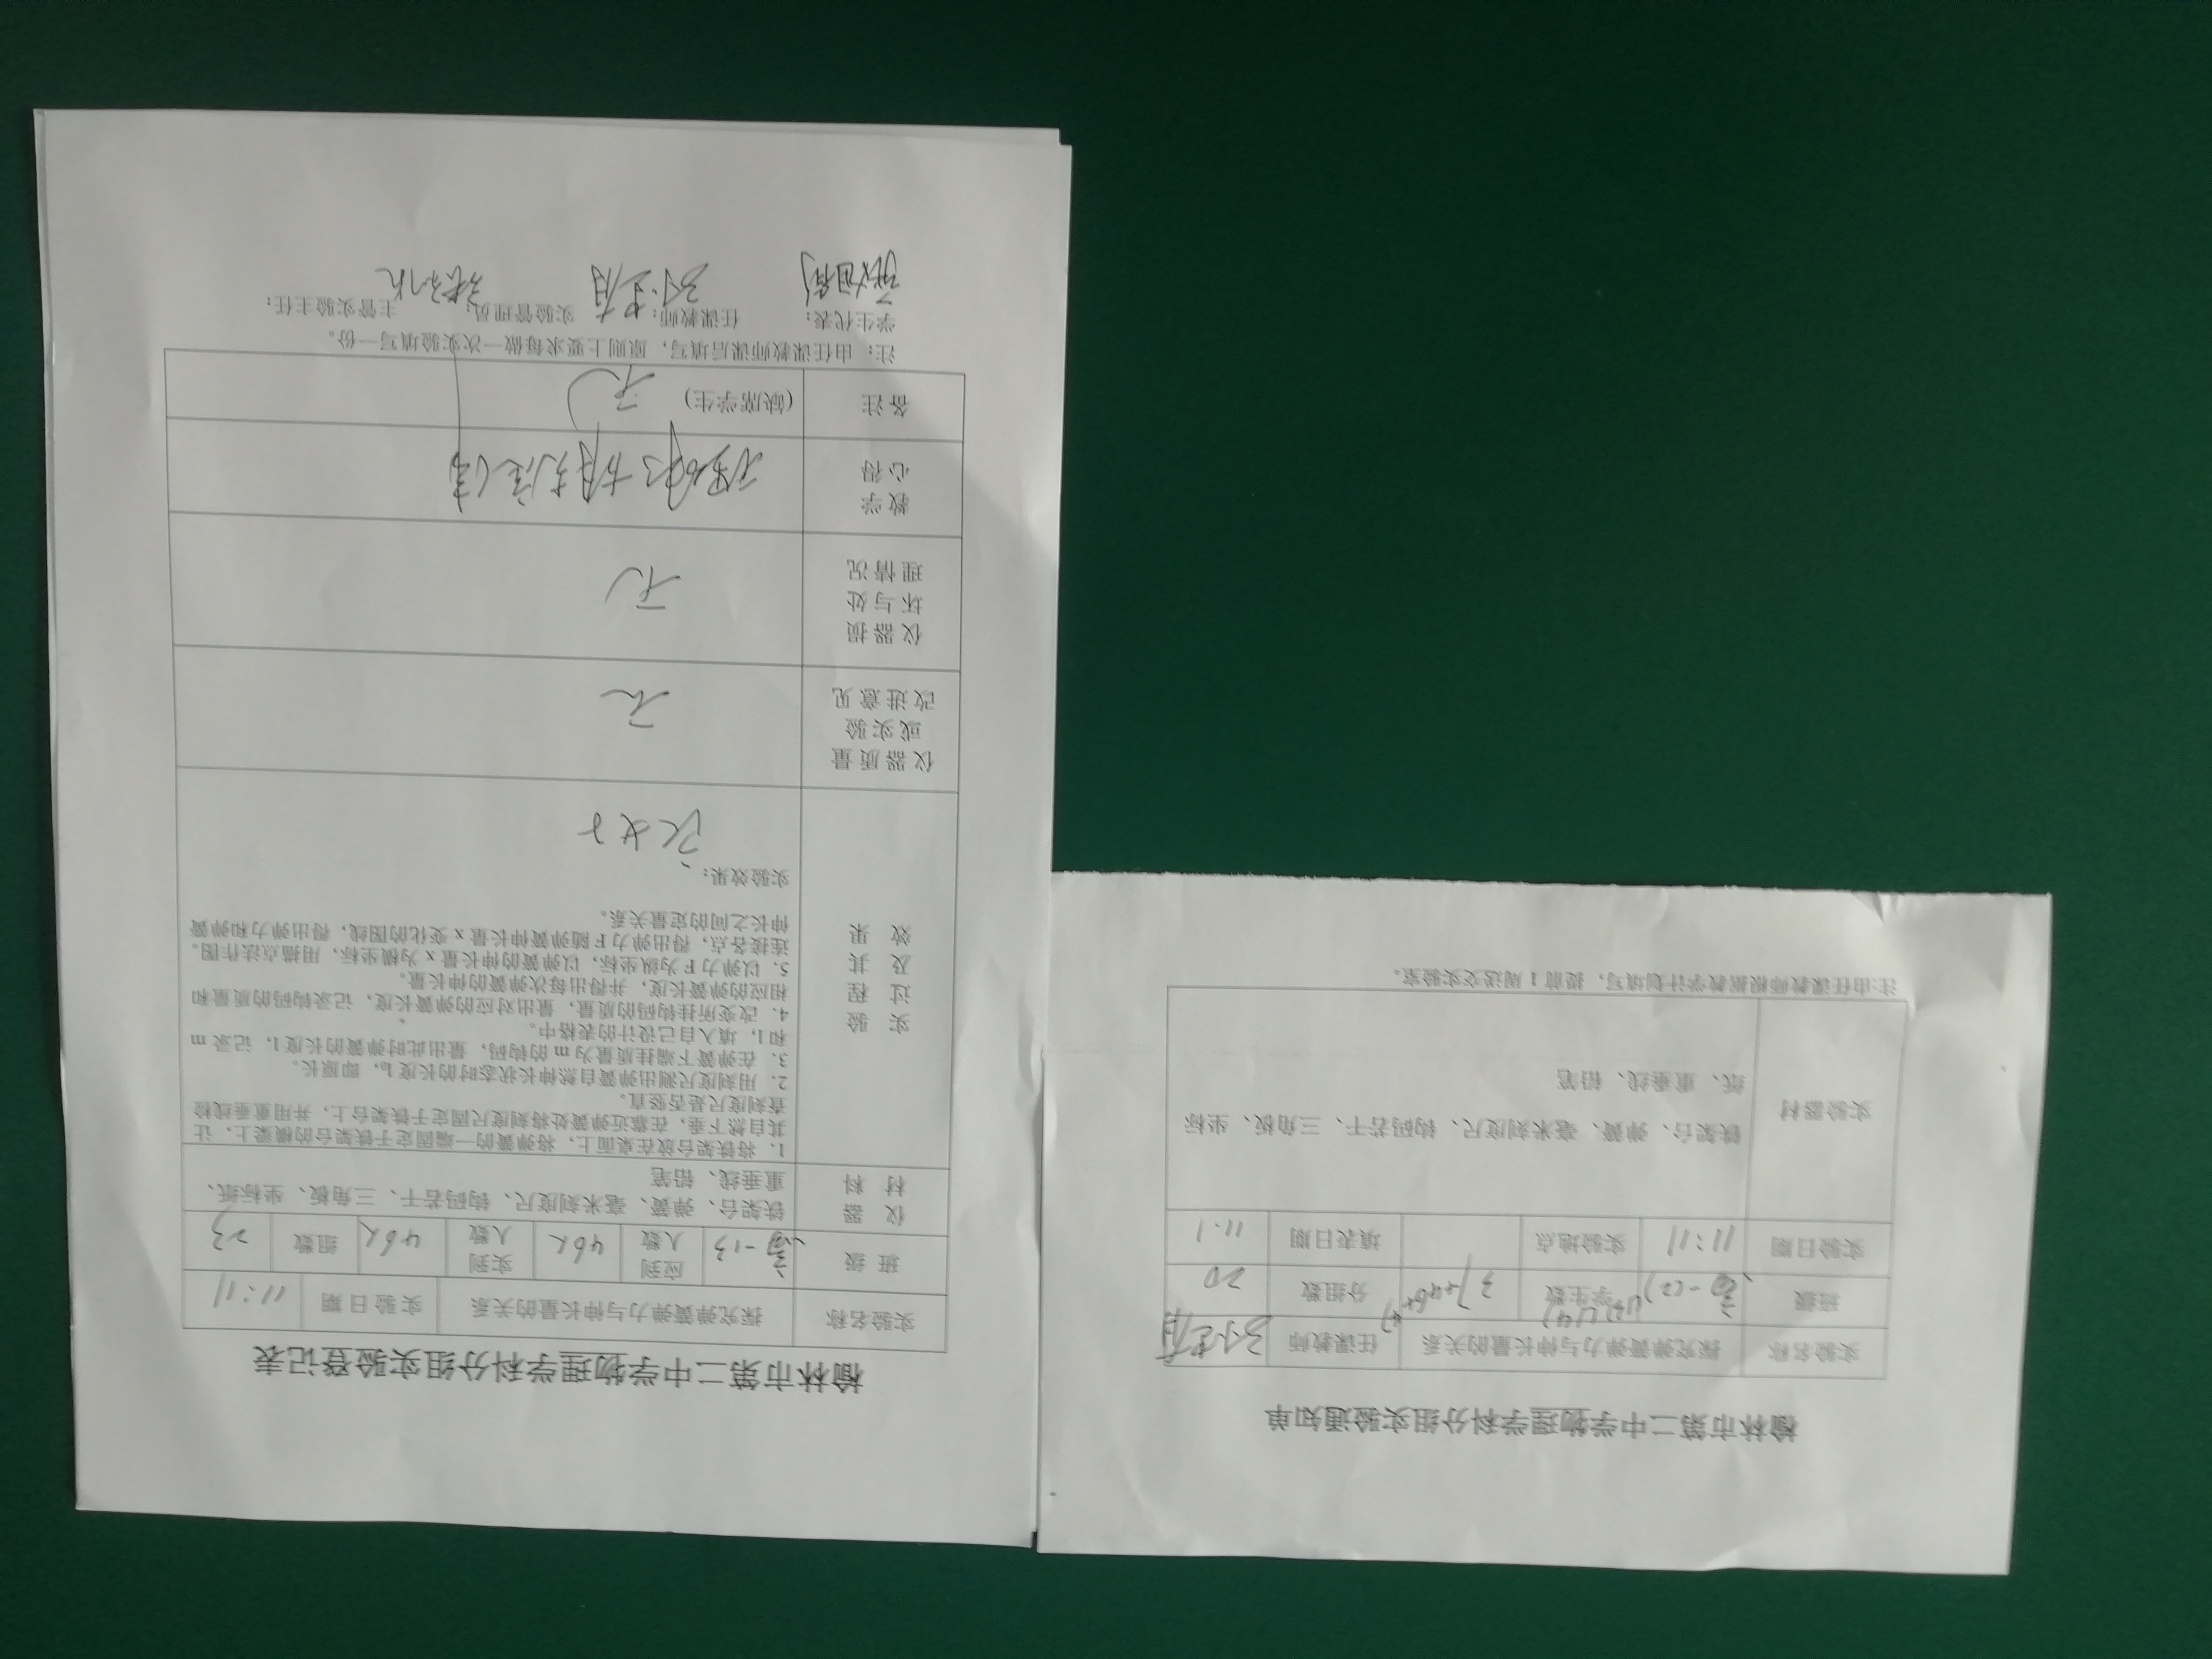 榆林市第二中学物理学科分组实验通知单
实验名称 探究弹簧弹力与伸长量的关系 任课教师
班级 学生数 分组数 20
实验日期 11.11 实验地点 填表日期 11.1
实验器材 铁架台、弹簧、毫米刻度尺、钩码若干、三角板、坐标
纸、重垂线、铅笔
注:由任课教师根据教学计划填写,提前1周送交实验室。
榆林市第二中学物理学科分组实验登记表
实验名称 探究弹簧弹力与伸长量的关系 实验日期 11.11
班级 高一13 应到人数 46人 实到人数 46人 组数 23
仪器材料 铁架台、弹簧、毫米刻度尺、钩码若干、三角板、坐标纸、
重垂线、铅笔
实验过程及其效果
1.将铁架台放在桌面上,将弹簧的一端固定于铁架台的横梁上,让
其自然下垂,在靠近弹簧处将刻度尺固定于铁架台上,并用重垂线检
查刻度尺是否竖直。
2.用刻度尺测出弹簧自然伸长状态时的长度l₀,即原长。
3.在弹簧下端挂质量为m的钩码,量出此时弹簧的长度l,记录m
和l,填入自己设计的表格中。
4.改变所挂钩码的质量,量出对应的弹簧长度,记录钩码的质量和
相应的弹簧长度,并得出每次弹簧的伸长量。
5.以弹力F为纵坐标,以弹簧的伸长量x为横坐标,用描点法作图。
连接各点,得出弹力F随弹簧伸长量x变化的图线,得出弹力和弹簧
伸长之间的定量关系。
实验效果:
仪器质量或实验改进意见 无
仪器损坏与处理情况 无
教学心得
备注 (缺席学生) 无
注:由任课教师课后填写,原则上要求每做一次实验填写一份。
学生代表: 任课教师: 实验管理员: 主管实验主任: